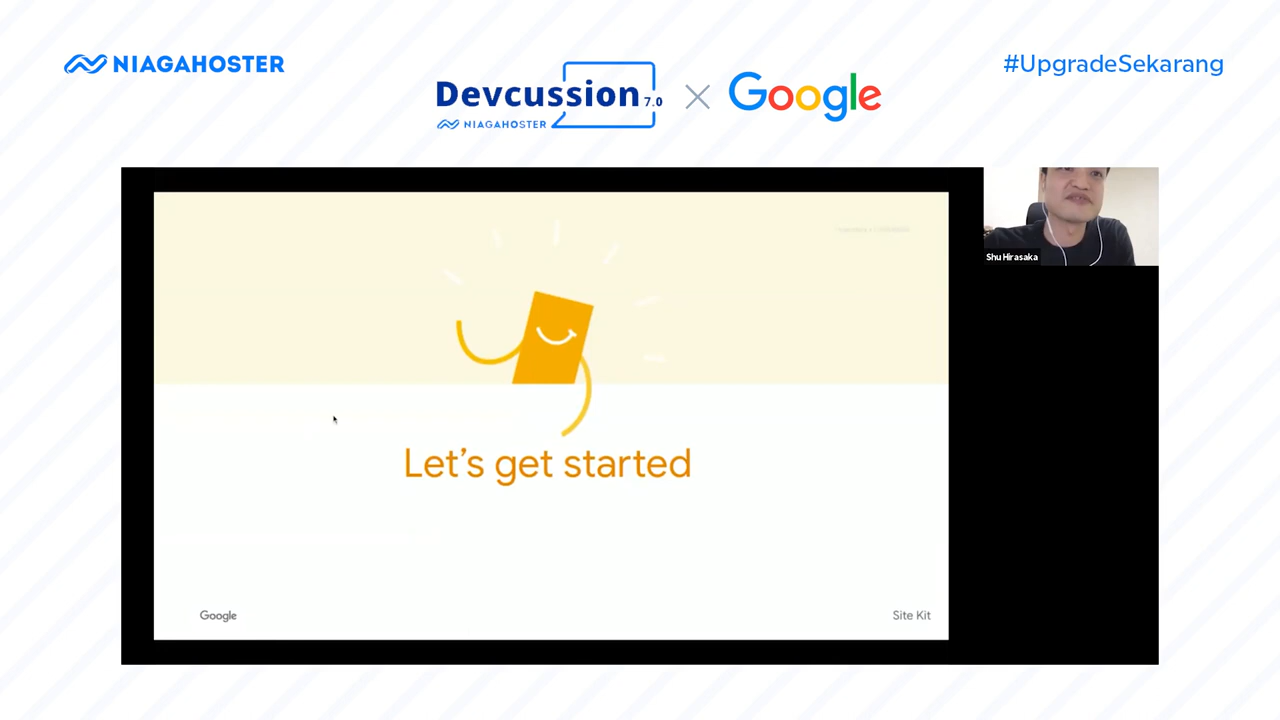 NIAGAHOSTER
#UpgradeSekarang
Devcussion 7.0
NIAGAHOSTER
Google
Shu Hirasaka
Let's get started
Google
Site Kit